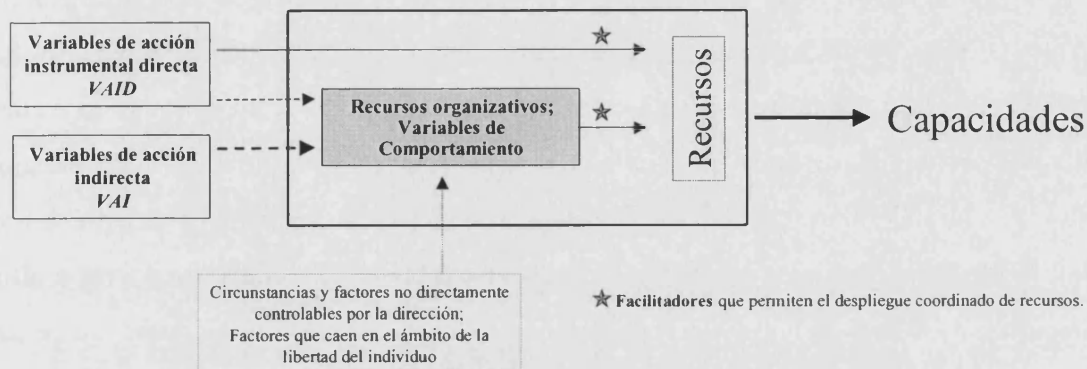 Variables de acción
instrumental directa
VAID
Variables de acción
indirecta
VAI
Recursos organizativos;
Variables de
Comportamiento
Recursos
Capacidades
Circunstancias y factores no directamente
controlables por la dirección;
Factores que caen en el ámbito de la
libertad del individuo
Facilitadores que permiten el despliegue coordinado de recursos.